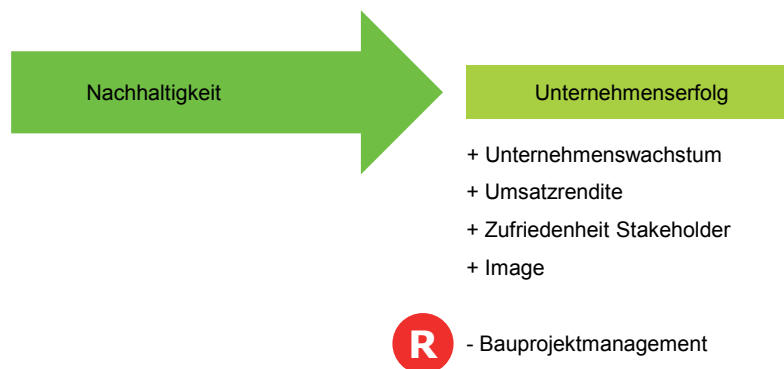 Nachhaltigkeit
Unternehmenserfolg
+ Unternehmenswachstum
+ Umsatzrendite
+ Zufriedenheit Stakeholder
+ Image
R - Bauprojektmanagement